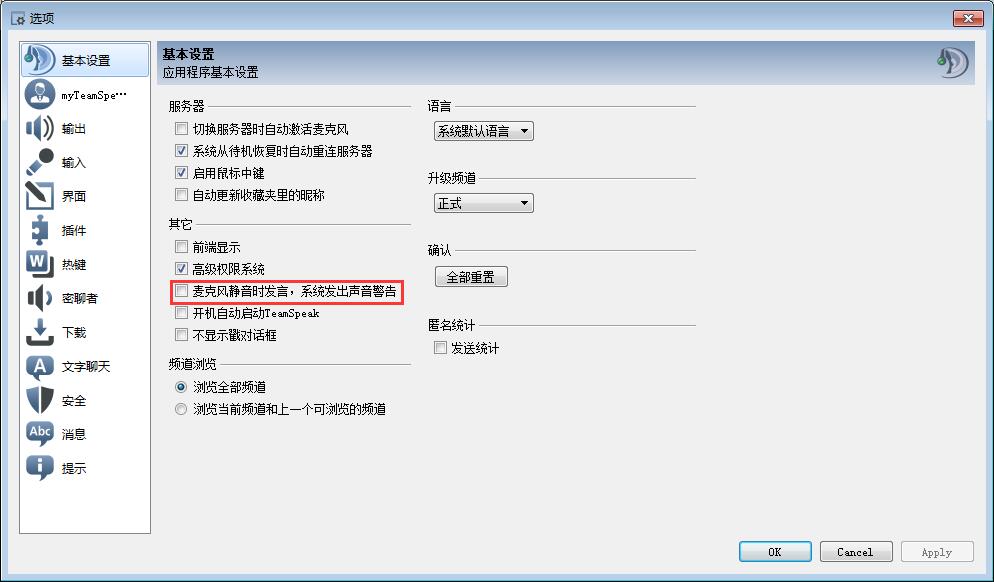 选项
基本设置
myTeamSpe…
输出
输入
界面
插件
热键
密聊者
下载
文字聊天
安全
消息
提示
基本设置
应用程序基本设置
服务器
切换服务器时自动激活麦克风
系统从待机恢复时自动重连服务器
启用鼠标中键
自动更新收藏夹里的昵称
其它
前端显示
高级权限系统
麦克风静音时发言，系统发出声音警告
开机自动启动TeamSpeak
不显示戳对话框
频道浏览
浏览全部频道
浏览当前频道和上一个可浏览的频道
语言
系统默认语言
升级频道
正式
确认
全部重置
匿名统计
发送统计
OK
Cancel
Apply